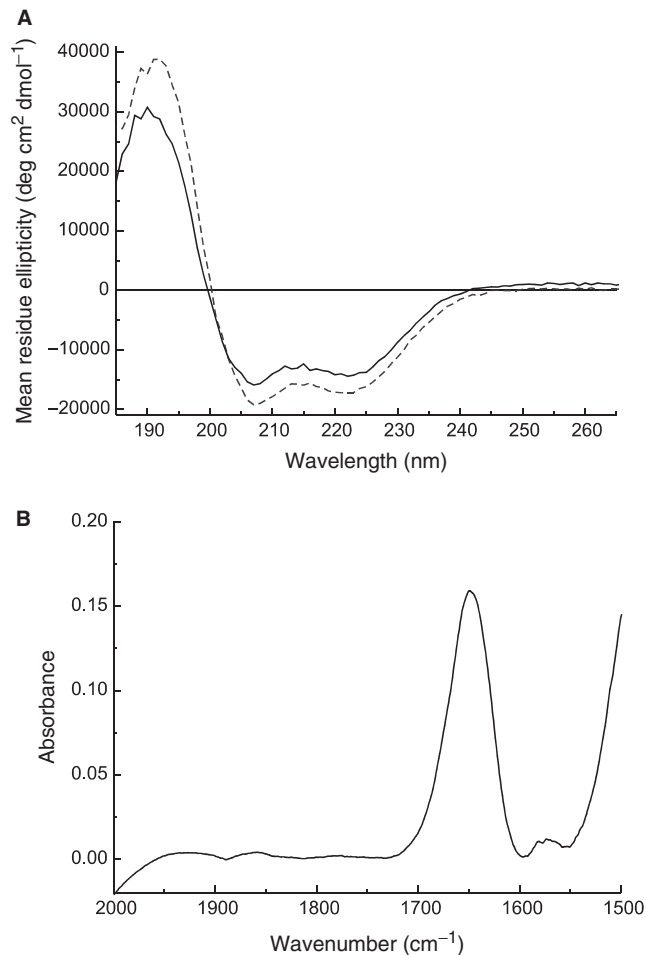 A
Mean residue ellipticity (deg cm² dmol⁻¹)
40000
30000
20000
10000
0
−10000
−20000
190 200 210 220 230 240 250 260
Wavelength (nm)
B
Absorbance
0.20
0.15
0.10
0.05
0.00
2000 1900 1800 1700 1600 1500
Wavenumber (cm⁻¹)